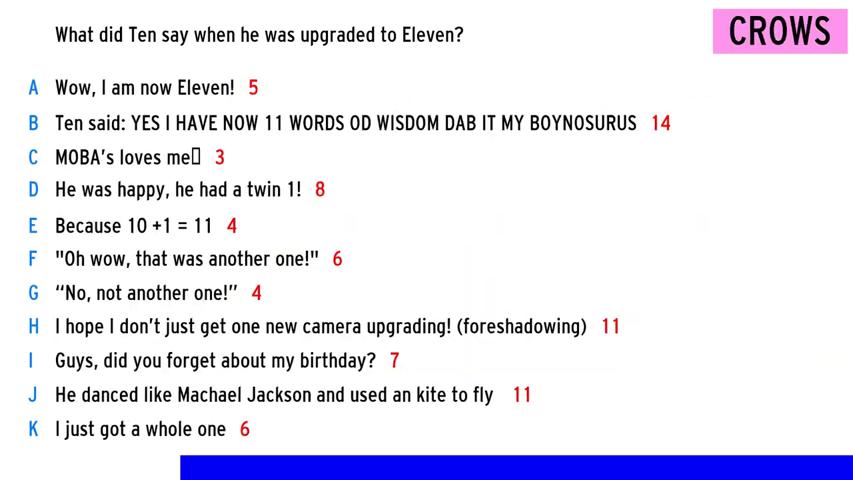 What did Ten say when he was upgraded to Eleven?
CROWS
A Wow, I am now Eleven! 5
B Ten said: YES I HAVE NOW 11 WORDS OD WISDOM DAB IT MY BOYNOSURUS 14
C MOBA's loves me▯ 3
D He was happy, he had a twin 1! 8
E Because 10 +1 = 11 4
F "Oh wow, that was another one!" 6
G “No, not another one!” 4
H I hope I don't just get one new camera upgrading! (foreshadowing) 11
I Guys, did you forget about my birthday? 7
J He danced like Machael Jackson and used an kite to fly 11
K I just got a whole one 6